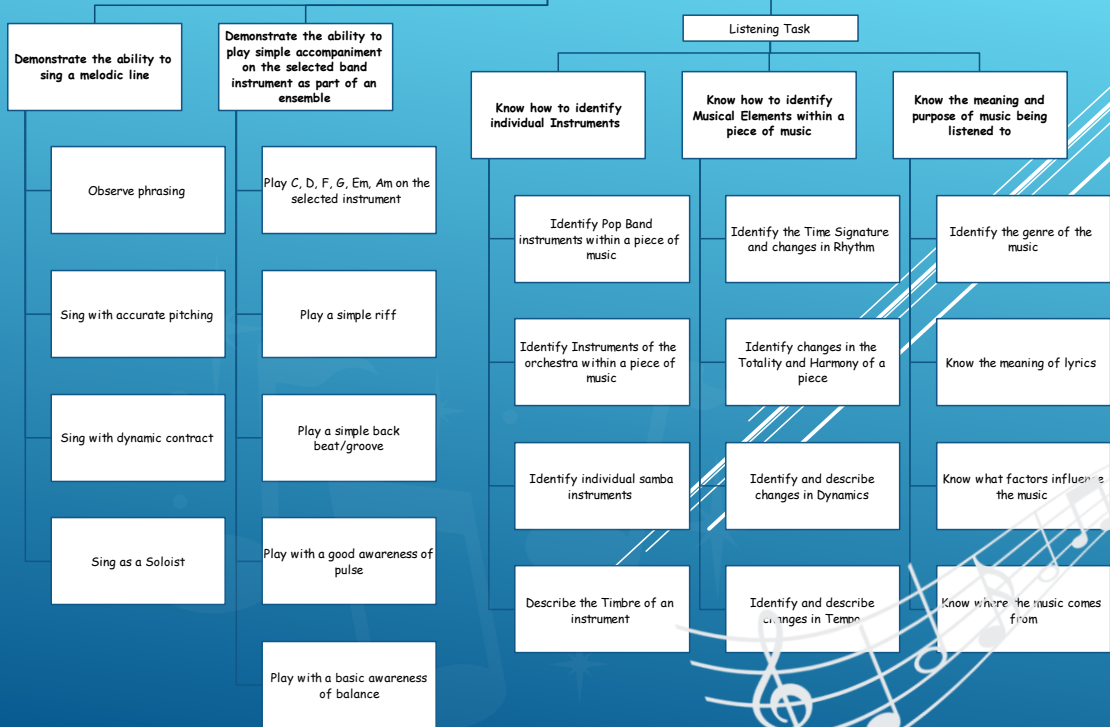 Demonstrate the ability to
sing a melodic line
Observe phrasing
Sing with accurate pitching
Sing with dynamic contract
Sing as a Soloist
Demonstrate the ability to
play simple accompaniment
on the selected band
instrument as part of an
ensemble
Play C, D, F, G, Em, Am on the
selected instrument
Play a simple riff
Play a simple back
beat/groove
Play with a good awareness of
pulse
Play with a basic awareness
of balance
Listening Task
Know how to identify
individual Instruments
Identify Pop Band
instruments within a piece of
music
Identify Instruments of the
orchestra within a piece of
music
Identify individual samba
instruments
Describe the Timbre of an
instrument
Know how to identify
Musical Elements within a
piece of music
Identify the Time Signature
and changes in Rhythm
Identify changes in the
Totality and Harmony of a
piece
Identify and describe
changes in Dynamics
Identify and describe
changes in Tempo
Know the meaning and
purpose of music being
listened to
Identify the genre of the
music
Know the meaning of lyrics
Know what factors influence
the music
Know where the music comes
from